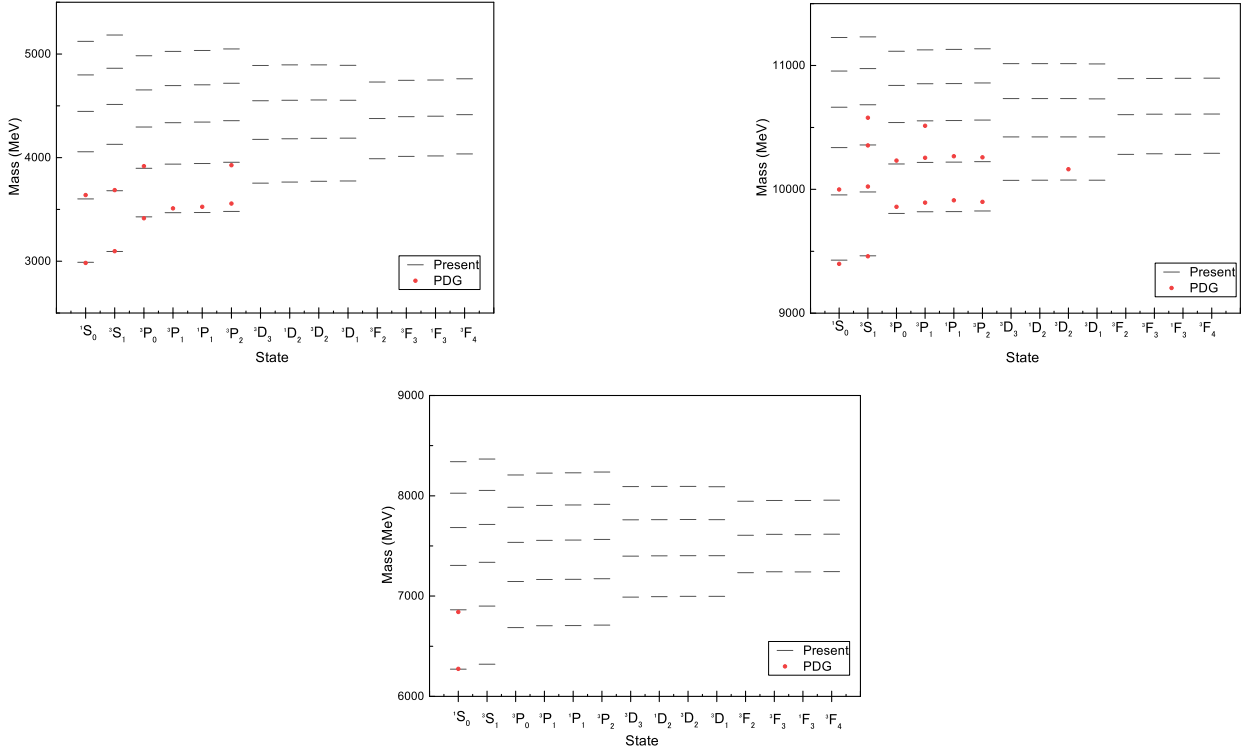 5000
4000
3000
Mass (MeV)
Present
PDG
¹S₀ ³S₁ ³P₀ ³P₁ ¹P₁ ³P₂ ³D₃ ¹D₂ ³D₂ ³D₁ ³F₂ ³F₃ ¹F₃ ³F₄
State
11000
10000
9000
Mass (MeV)
Present
PDG
¹S₀ ³S₁ ³P₀ ³P₁ ¹P₁ ³P₂ ³D₃ ¹D₂ ³D₂ ³D₁ ³F₂ ³F₃ ¹F₃ ³F₄
State
9000
8000
7000
6000
Mass (MeV)
Present
PDG
¹S₀ ³S₁ ³P₀ ³P₁ ¹P₁ ³P₂ ³D₃ ¹D₂ ³D₂ ³D₁ ³F₂ ³F₃ ¹F₃ ³F₄
State